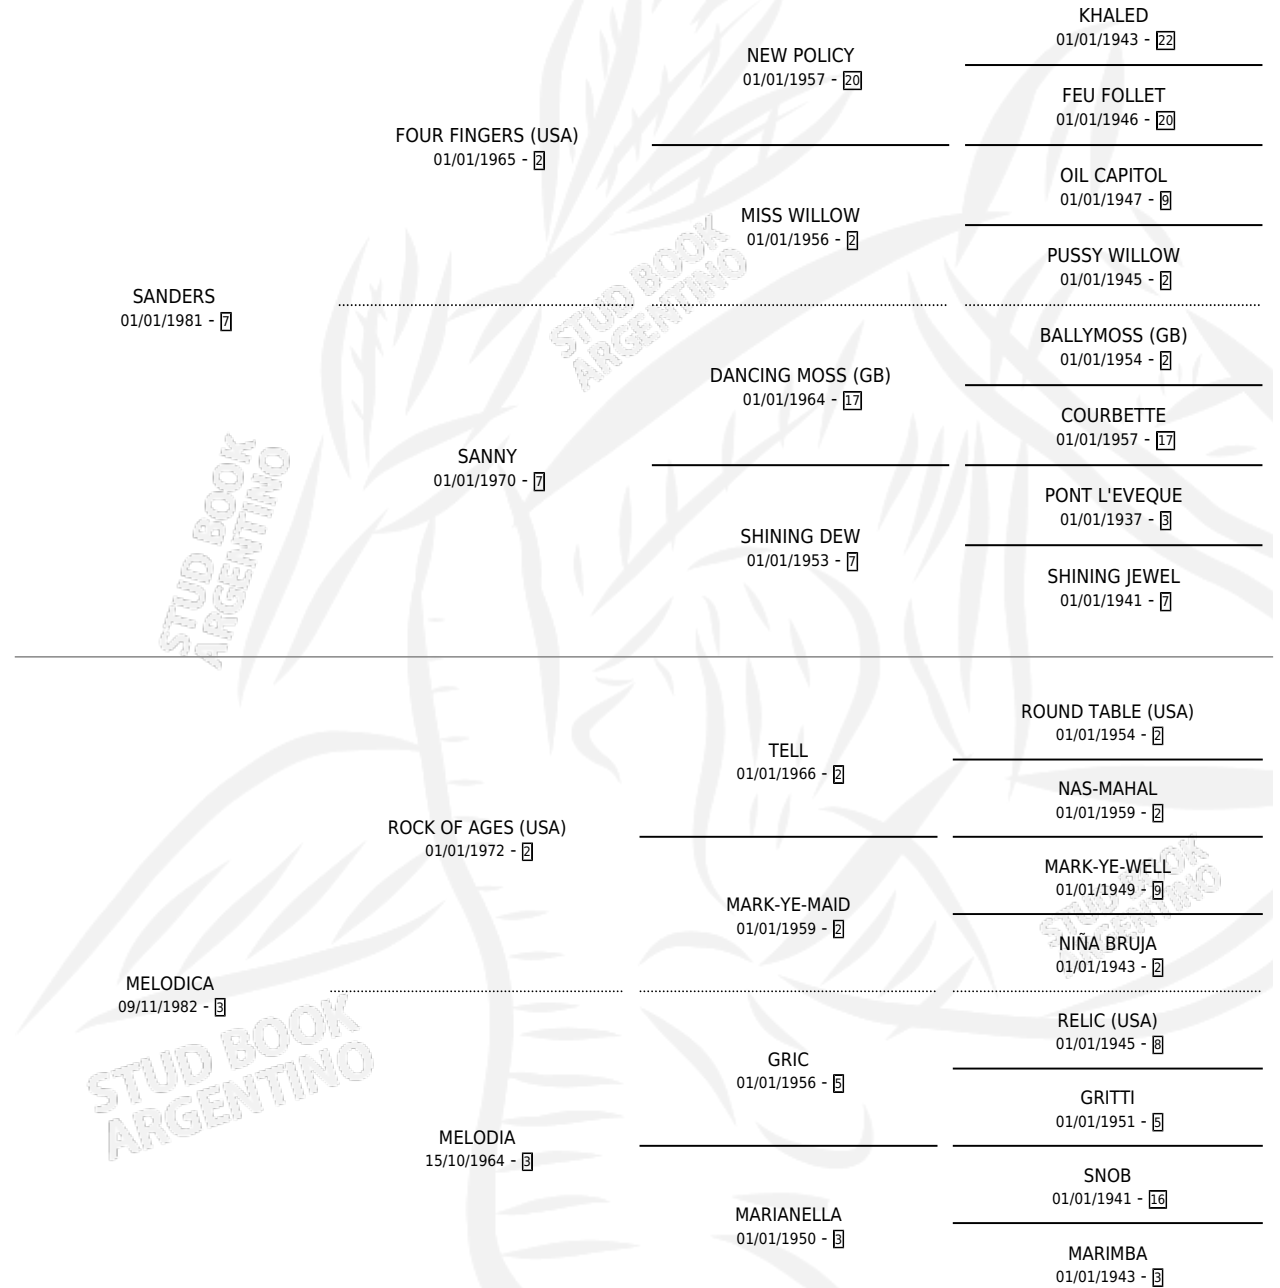 KHALED
01/01/1943 - 22
NEW POLICY
01/01/1957 - 20
FEU FOLLET
01/01/1946 - 20
FOUR FINGERS (USA)
01/01/1965 - 2
OIL CAPITOL
01/01/1947 - 9
MISS WILLOW
01/01/1956 - 2
PUSSY WILLOW
01/01/1945 - 2
SANDERS
01/01/1981 - 7
STUD BOOK
ARGENTINO
BALLYMOSS (GB)
01/01/1954 - 2
DANCING MOSS (GB)
01/01/1964 - 17
COURBETTE
01/01/1957 - 17
SANNY
01/01/1970 - 7
PONT L'EVEQUE
01/01/1937 - 3
SHINING DEW
01/01/1953 - 7
SHINING JEWEL
01/01/1941 - 7
STUD BOOK
ARGENTINO
ROUND TABLE (USA)
01/01/1954 - 2
TELL
01/01/1966 - 2
NAS-MAHAL
01/01/1959 - 2
ROCK OF AGES (USA)
01/01/1972 - 2
MARK-YE-WELL
01/01/1949 - 9
MARK-YE-MAID
01/01/1959 - 2
STUD BOOK
ARGENTINO
NIÑA BRUJA
01/01/1943 - 2
MELODICA
09/11/1982 - 3
RELIC (USA)
01/01/1945 - 8
GRIC
01/01/1956 - 5
STUD BOOK
ARGENTINO
GRITTI
01/01/1951 - 5
MELODIA
15/10/1964 - 3
SNOB
01/01/1941 - 16
MARIANELLA
01/01/1950 - 3
MARIMBA
01/01/1943 - 3